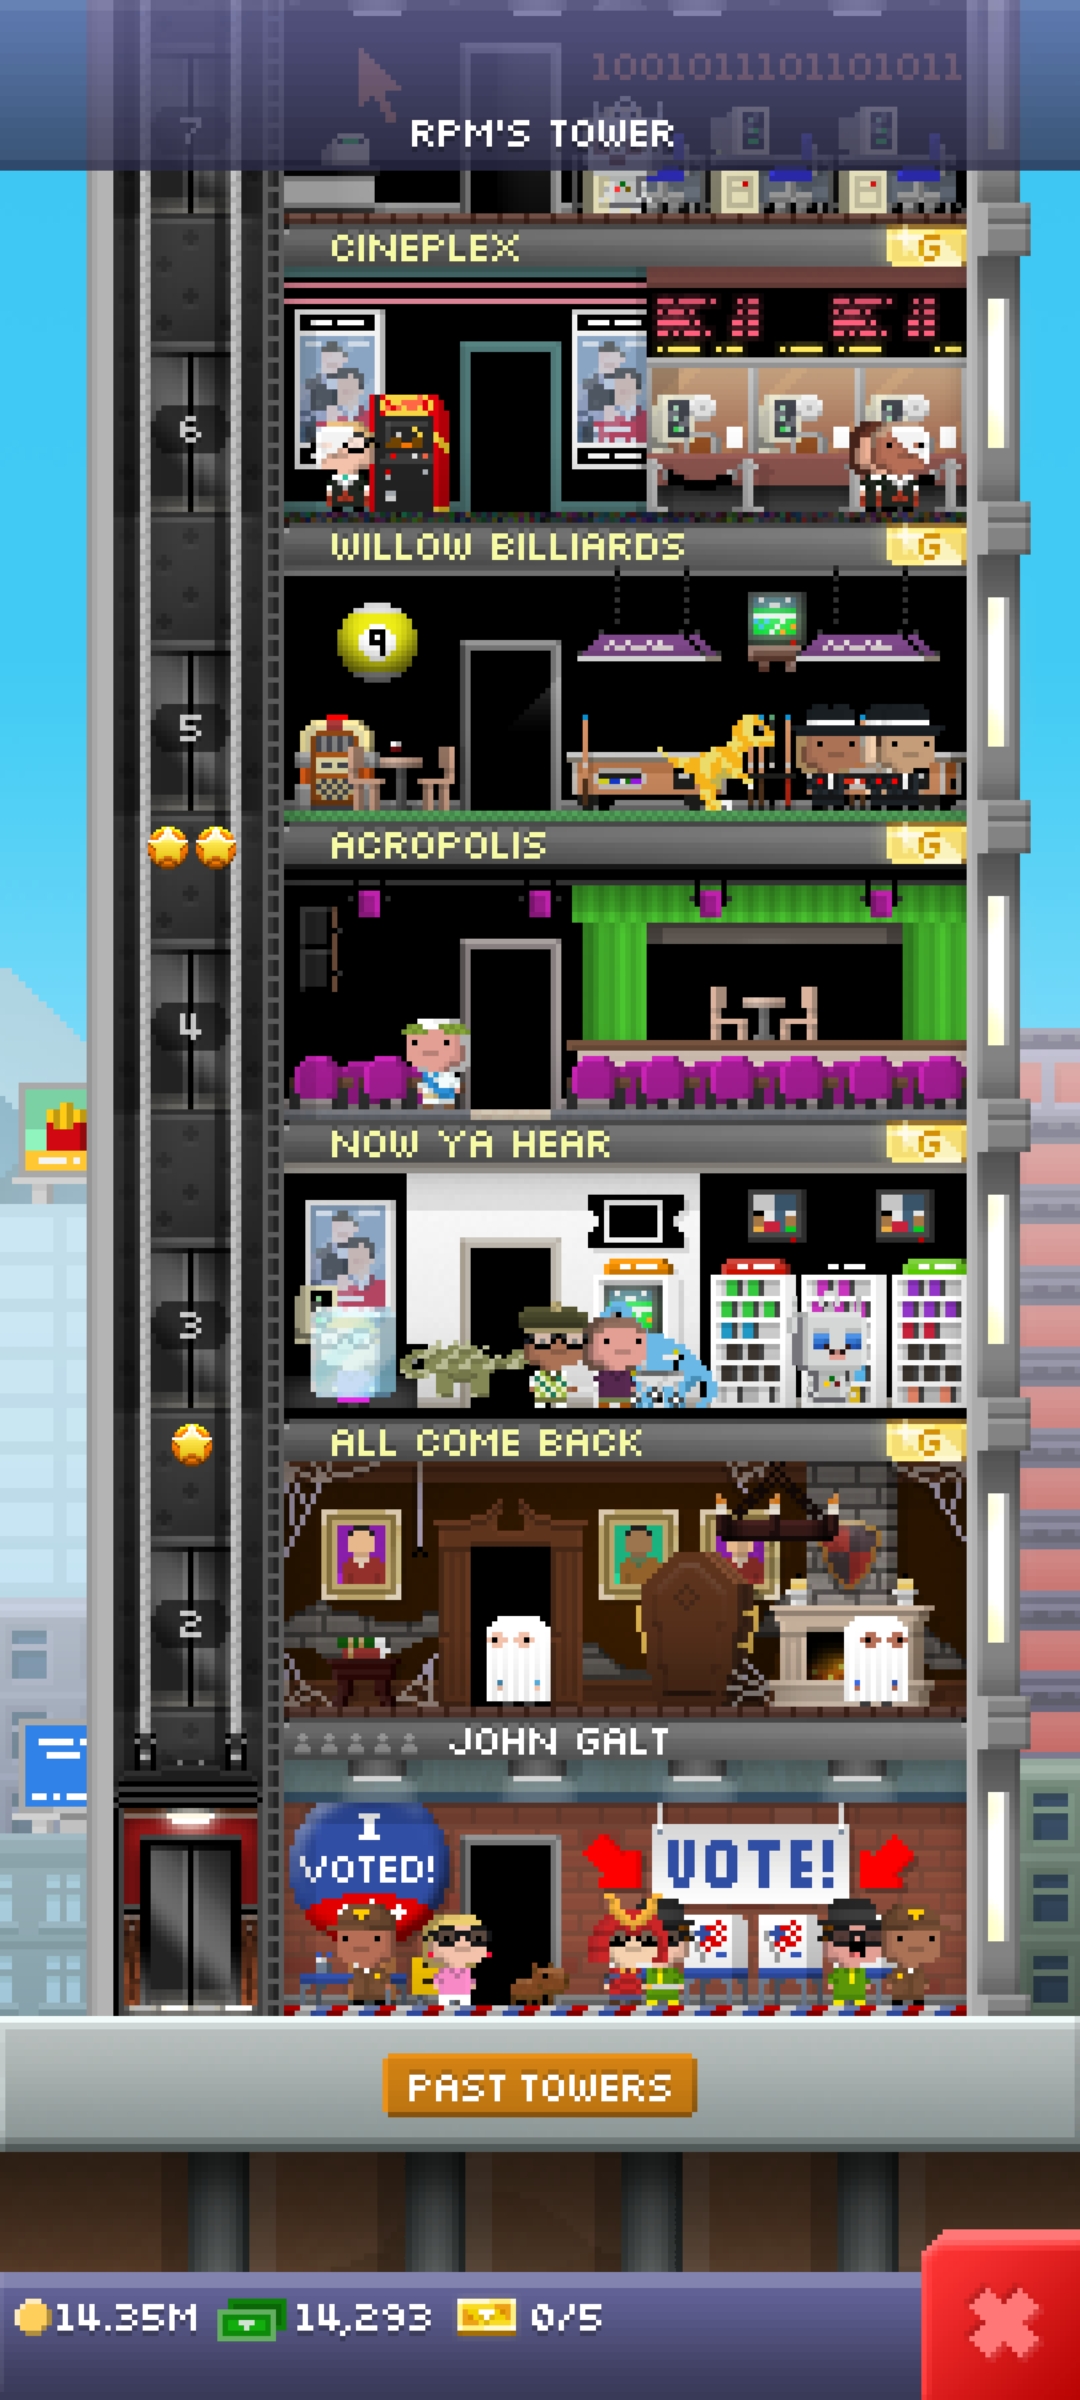 1001011101101011
7
RPM'S TOWER
CINEPLEX
G
6
WILLOW BILLIARDS
G
9
5
ACROPOLIS
G
4
NOW YA HEAR
G
3
ALL COME BACK
G
2
JOHN GALT
I
VOTED!
VOTE!
PAST TOWERS
14.35M
14,293
0/5